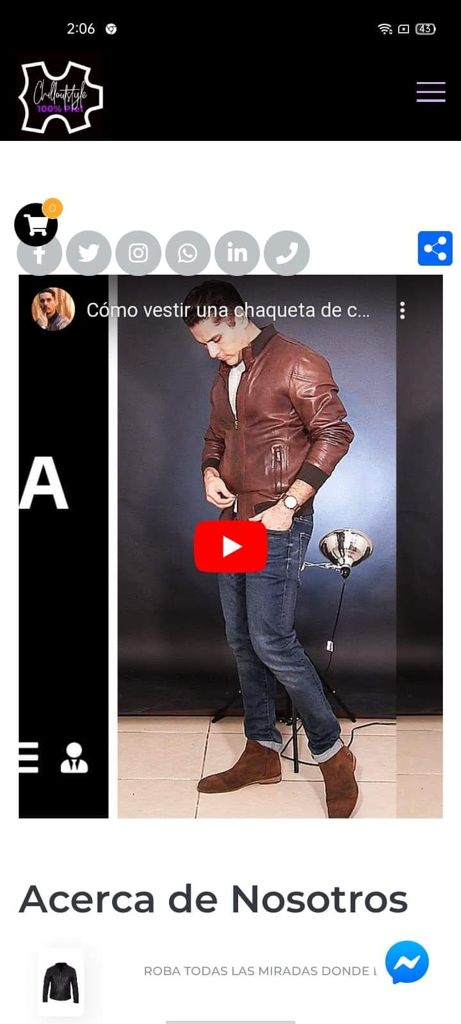 2:06
43
Chilloutstyle
100% Piel
0
Cómo vestir una chaqueta de c...
A
Acerca de Nosotros
ROBA TODAS LAS MIRADAS DONDE